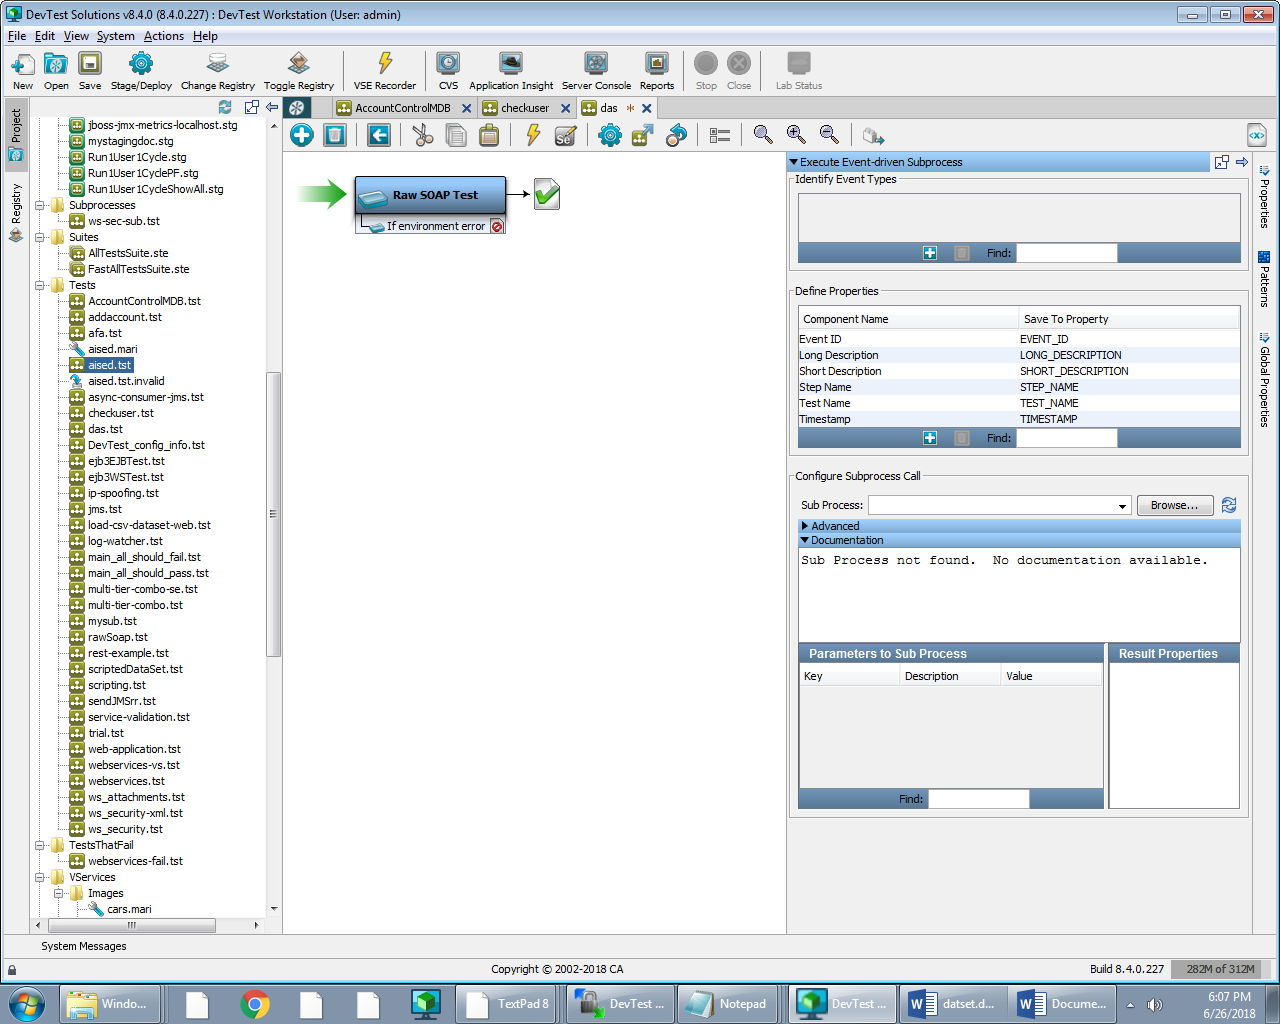 DevTest Solutions v8.4.0 (8.4.0.227) : DevTest Workstation (User: admin)
File Edit View System Actions Help
New Open Save Stage/Deploy Change Registry Toggle Registry VSE Recorder CVS Application Insight Server Console Reports Stop Close Lab Status
AccountControlMDB checkuser das
Project
Registry
jboss-jmx-metrics-localhost.stg
mystagingdoc.stg
Run1User1Cycle.stg
Run1User1CyclePF.stg
Run1User1CycleShowAll.stg
Subprocesses
ws-sec-sub.tst
Suites
AllTestsSuite.ste
FastAllTestsSuite.ste
Tests
AccountControlMDB.tst
addaccount.tst
afa.tst
aised.mari
aised.tst
aised.tst.invalid
async-consumer-jms.tst
checkuser.tst
das.tst
DevTest_config_info.tst
ejb3EJBTest.tst
ejb3WSTest.tst
ip-spoofing.tst
jms.tst
load-csv-dataset-web.tst
log-watcher.tst
main_all_should_fail.tst
main_all_should_pass.tst
multi-tier-combo-se.tst
multi-tier-combo.tst
mysub.tst
rawSoap.tst
rest-example.tst
scriptedDataSet.tst
scripting.tst
sendJMSrr.tst
service-validation.tst
trial.tst
web-application.tst
webservices-vs.tst
webservices.tst
ws_attachments.tst
ws_security-xml.tst
ws_security.tst
TestsThatFail
webservices-fail.tst
VServices
Images
cars.mari
Raw SOAP Test
If environment error
Execute Event-driven Subprocess
Identify Event Types
Find:
Define Properties
Component Name Save To Property
Event ID EVENT_ID
Long Description LONG_DESCRIPTION
Short Description SHORT_DESCRIPTION
Step Name STEP_NAME
Test Name TEST_NAME
Timestamp TIMESTAMP
Find:
Configure Subprocess Call
Sub Process: Browse...
Advanced
Documentation
Sub Process not found. No documentation available.
Parameters to Sub Process Result Properties
Key Description Value
Find:
Properties
Patterns
Global Properties
System Messages
Copyright © 2002-2018 CA
Build 8.4.0.227 282M of 312M
Windo... TextPad 8 DevTest ... Notepad DevTest ... datset.d... Docume...
6:07 PM
6/26/2018